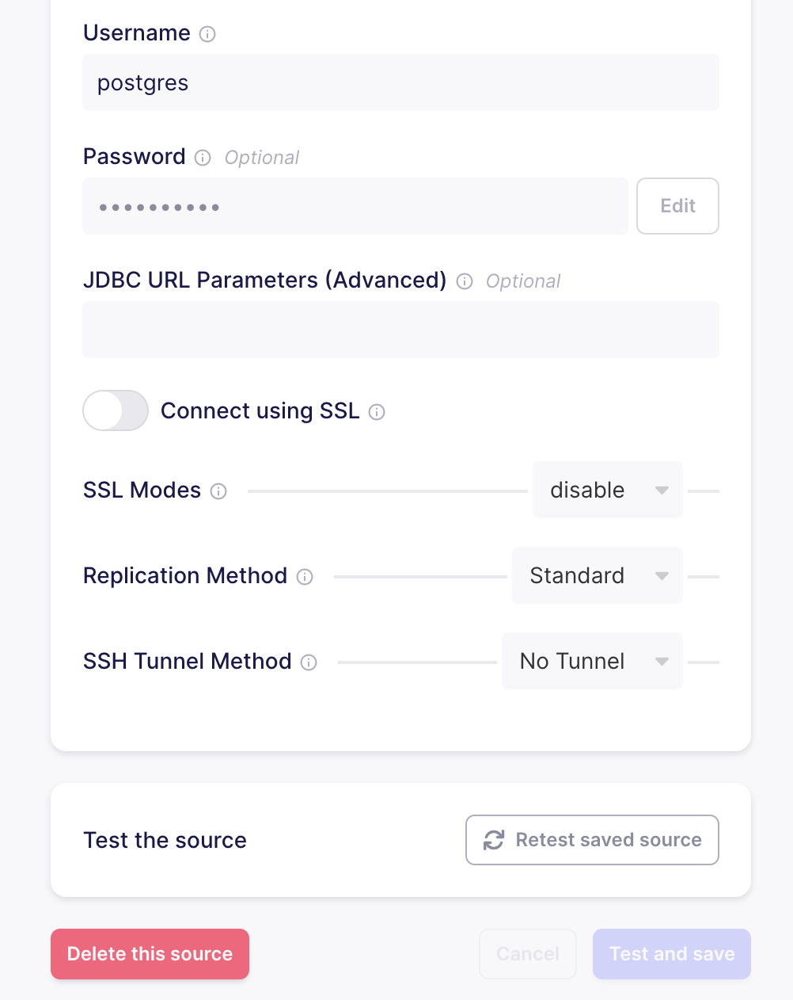 Username
postgres
Password Optional
••••••••••
Edit
JDBC URL Parameters (Advanced) Optional
Connect using SSL
SSL Modes disable
Replication Method Standard
SSH Tunnel Method No Tunnel
Test the source Retest saved source
Delete this source Cancel Test and save